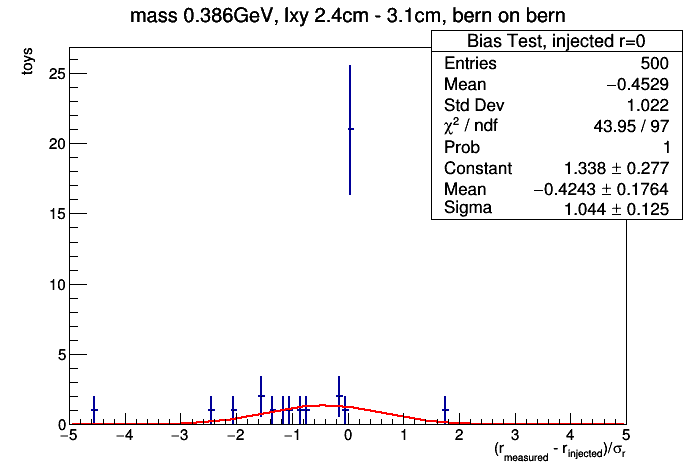 mass 0.386GeV, lxy 2.4cm - 3.1cm, bern on bern
Bias Test, injected r=0
Entries 500
Mean −0.4529
Std Dev 1.022
χ² / ndf 43.95 / 97
Prob 1
Constant 1.338 ± 0.277
Mean −0.4243 ± 0.1764
Sigma 1.044 ± 0.125
toys
25
20
15
10
5
0
−5 −4 −3 −2 −1 0 1 2 3 4 5
(r_measured - r_injected)/σ_r